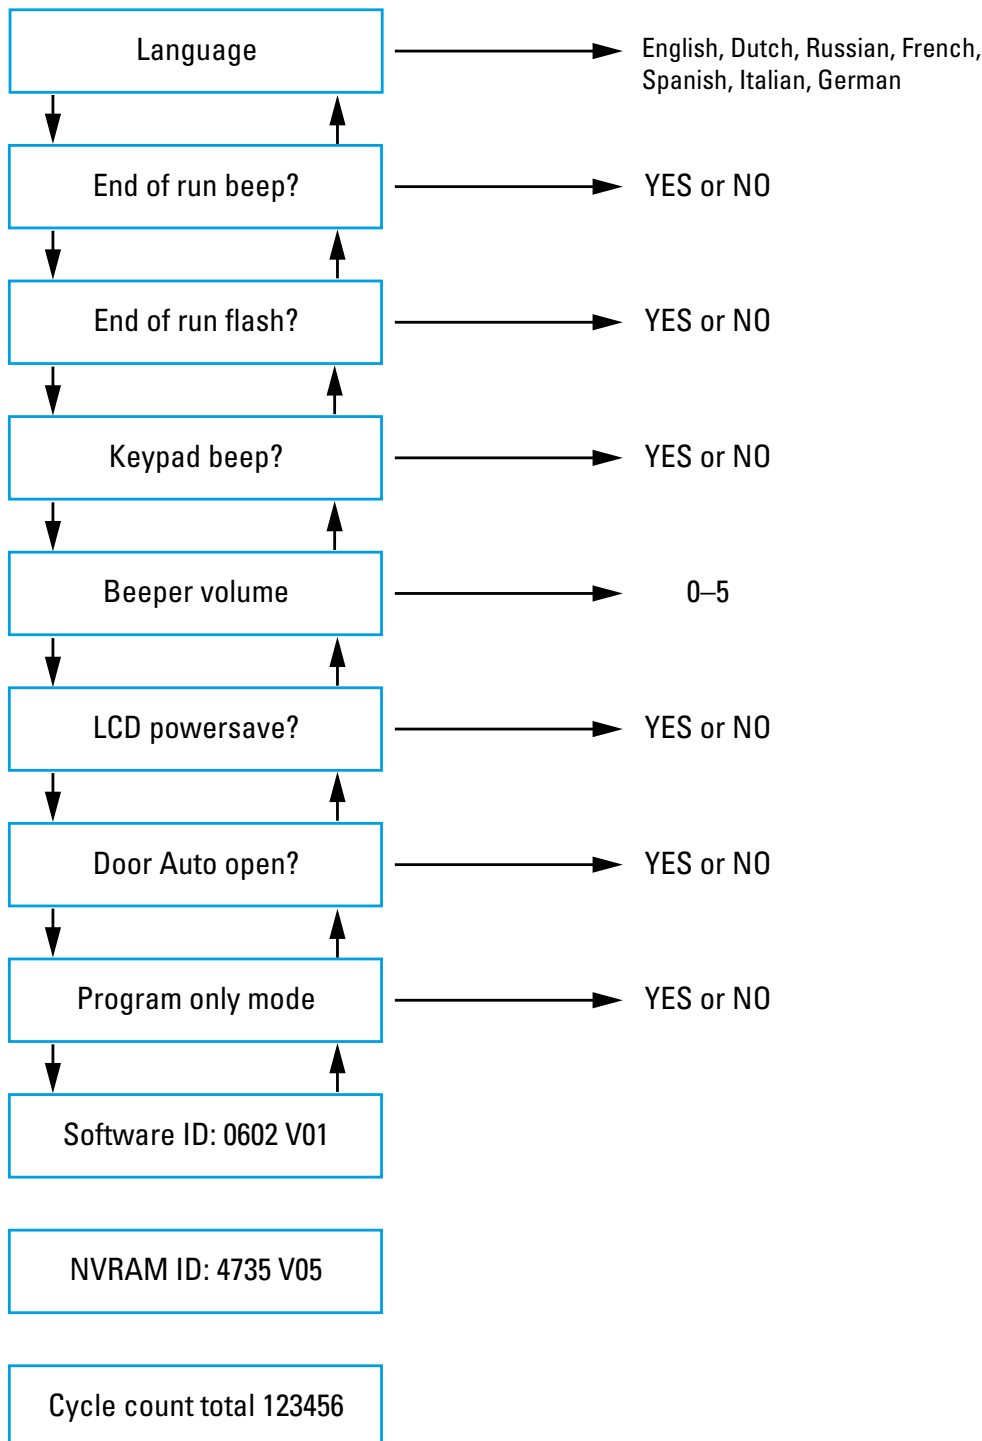 Language
English, Dutch, Russian, French,
Spanish, Italian, German
End of run beep?
YES or NO
End of run flash?
YES or NO
Keypad beep?
YES or NO
Beeper volume
0–5
LCD powersave?
YES or NO
Door Auto open?
YES or NO
Program only mode
YES or NO
Software ID: 0602 V01
NVRAM ID: 4735 V05
Cycle count total 123456